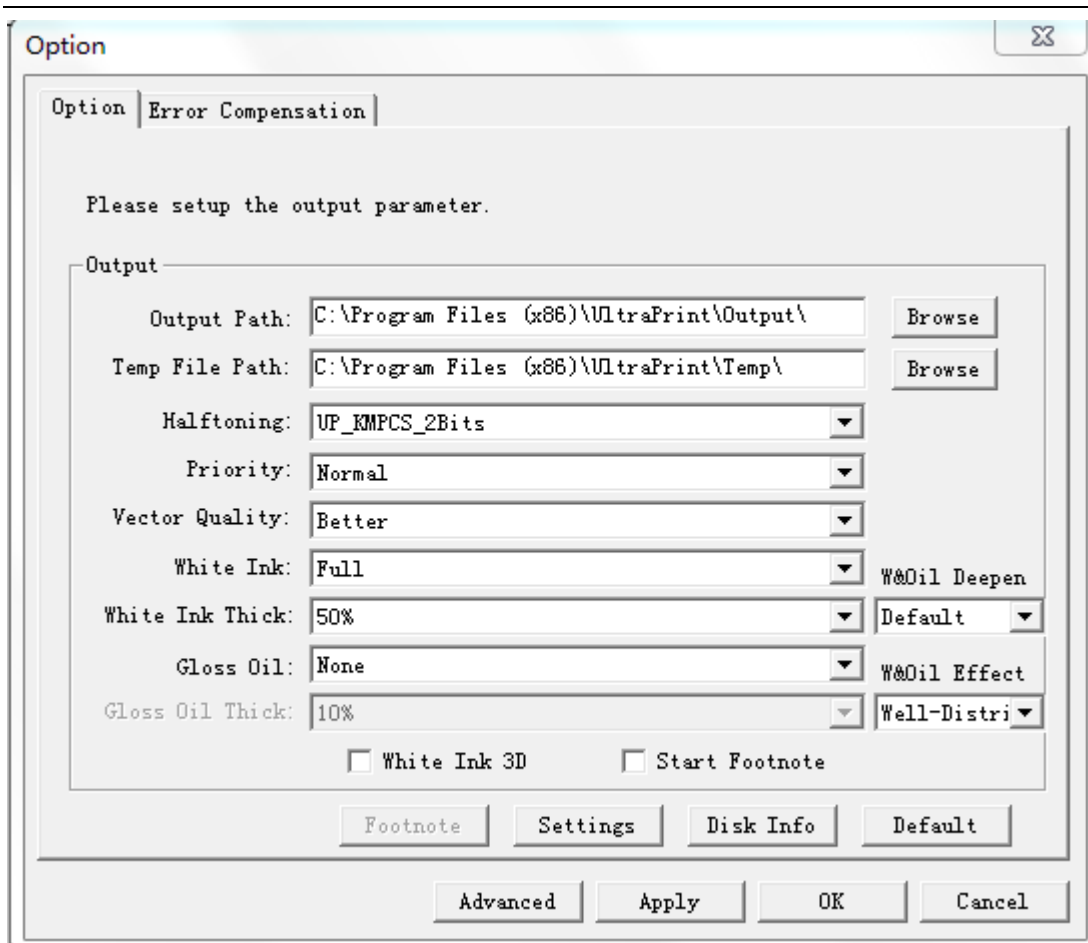 Option
Option Error Compensation
Please setup the output parameter.
Output
Output Path: C:\Program Files (x86)\UltraPrint\Output\ Browse
Temp File Path: C:\Program Files (x86)\UltraPrint\Temp\ Browse
Halftoning: UP_KMPCS_2Bits
Priority: Normal
Vector Quality: Better
White Ink: Full W&Oil Deepen
White Ink Thick: 50% Default
Gloss Oil: None W&Oil Effect
Gloss Oil Thick: 10% Well-Distri
White Ink 3D Start Footnote
Footnote Settings Disk Info Default
Advanced Apply OK Cancel